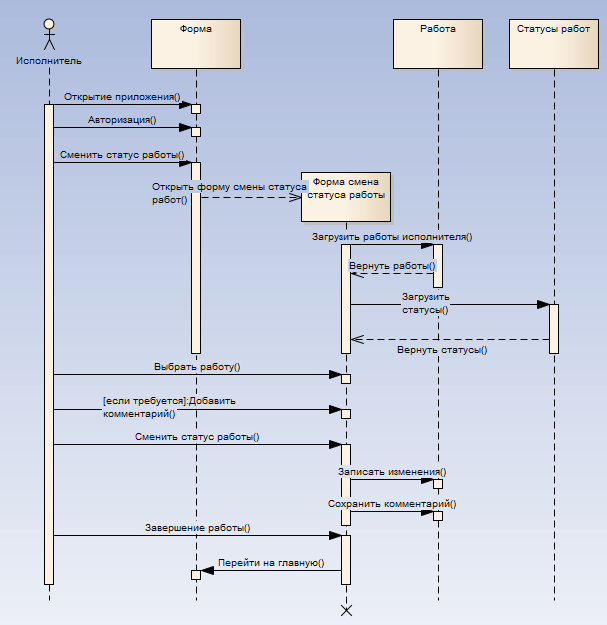 Форма
Работа
Статусы работ
Исполнитель
Открытие приложения()
Авторизация()
Сменить статус работы()
Открыть форму смены статуса
работ()
Форма смена
статуса работы
Загрузить работы исполнителя()
Вернуть работы()
Загрузить
статусы()
Вернуть статусы()
Выбрать работу()
[если требуется]:Добавить
комментарий()
Сменить статус работы()
Записать изменения()
Сохранить комментарий()
Завершение работы()
Перейти на главную()